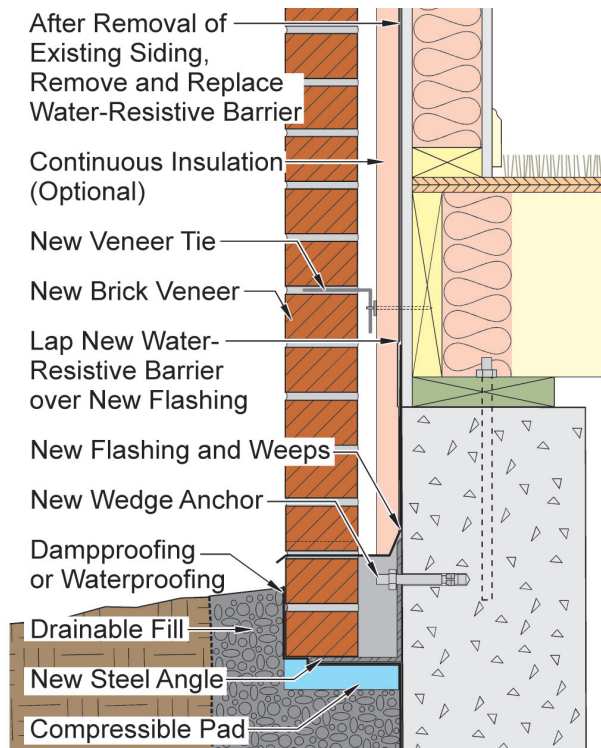 After Removal of
Existing Siding,
Remove and Replace
Water-Resistive Barrier
Continuous Insulation
(Optional)
New Veneer Tie
New Brick Veneer
Lap New Water-
Resistive Barrier
over New Flashing
New Flashing and Weeps
New Wedge Anchor
Dampproofing
or Waterproofing
Drainable Fill
New Steel Angle
Compressible Pad